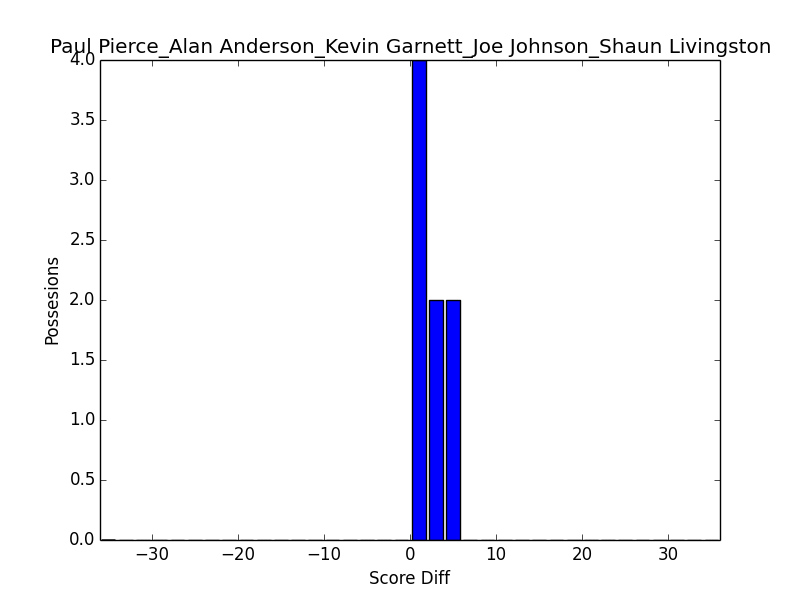 Paul Pierce_Alan Anderson_Kevin Garnett_Joe Johnson_Shaun Livingston
4.0
3.5
3.0
2.5
2.0
1.5
1.0
0.5
0.0
Possesions
−30 −20 −10 0 10 20 30
Score Diff